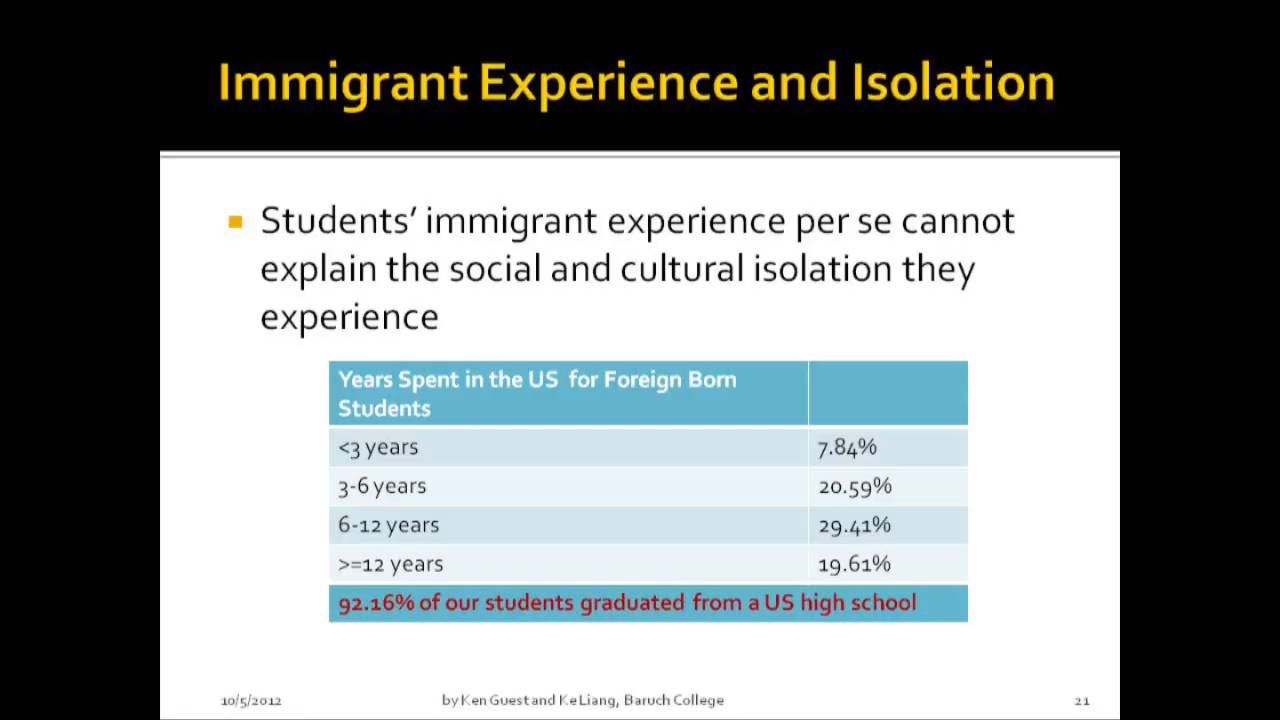 Immigrant Experience and Isolation
Students’ immigrant experience per se cannot
explain the social and cultural isolation they
experience
Years Spent in the US for Foreign Born
Students
<3 years 7.84%
3-6 years 20.59%
6-12 years 29.41%
>=12 years 19.61%
92.16% of our students graduated from a US high school
10/5/2012 by Ken Guest and Ke Liang, Baruch College 21